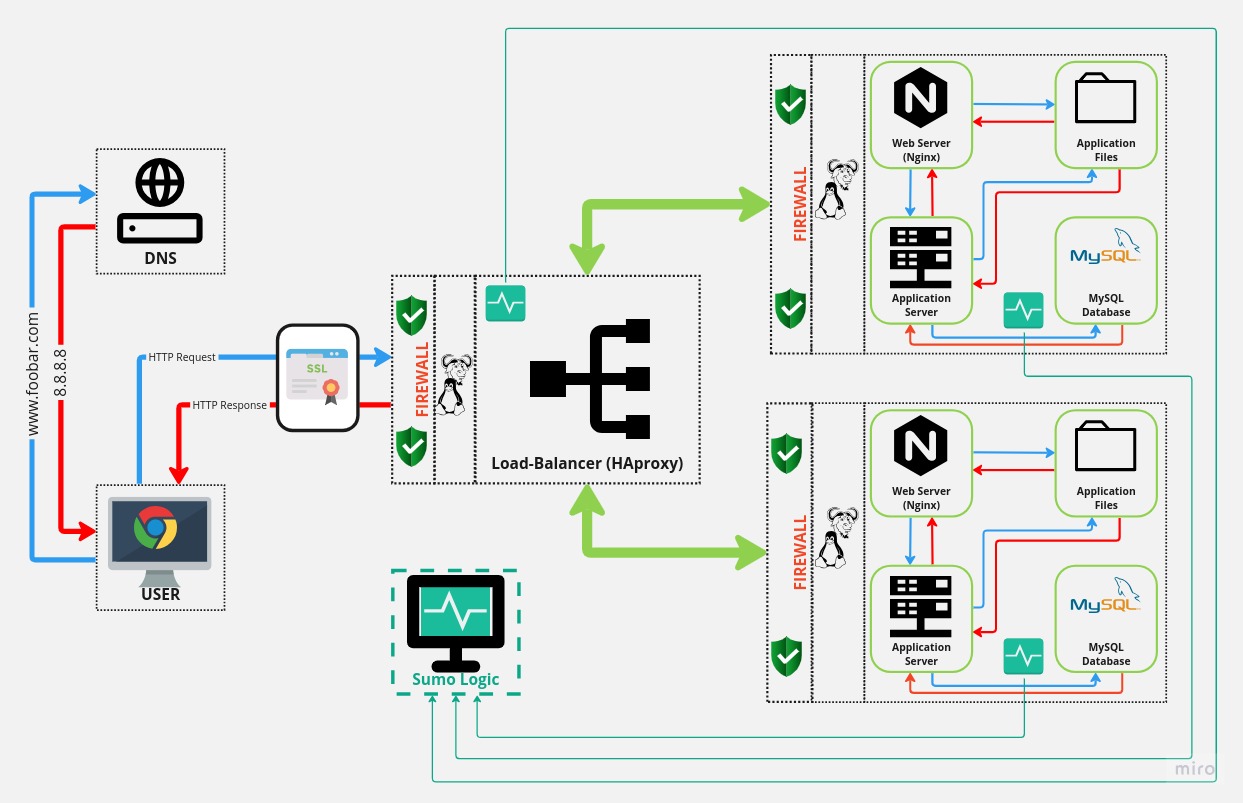 DNS
www.foobar.com
8.8.8.8
USER
HTTP Request
HTTP Response
SSL
FIREWALL
Load-Balancer (HAproxy)
Sumo Logic
FIREWALL
Web Server
(Nginx)
Application
Files
Application
Server
MySQL
MySQL
Database
FIREWALL
Web Server
(Nginx)
Application
Files
Application
Server
MySQL
MySQL
Database
miro